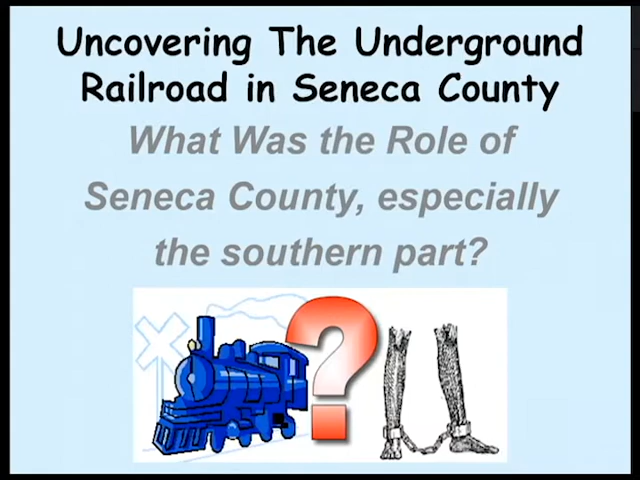 Uncovering The Underground
Railroad in Seneca County
What Was the Role of
Seneca County, especially
the southern part?
?